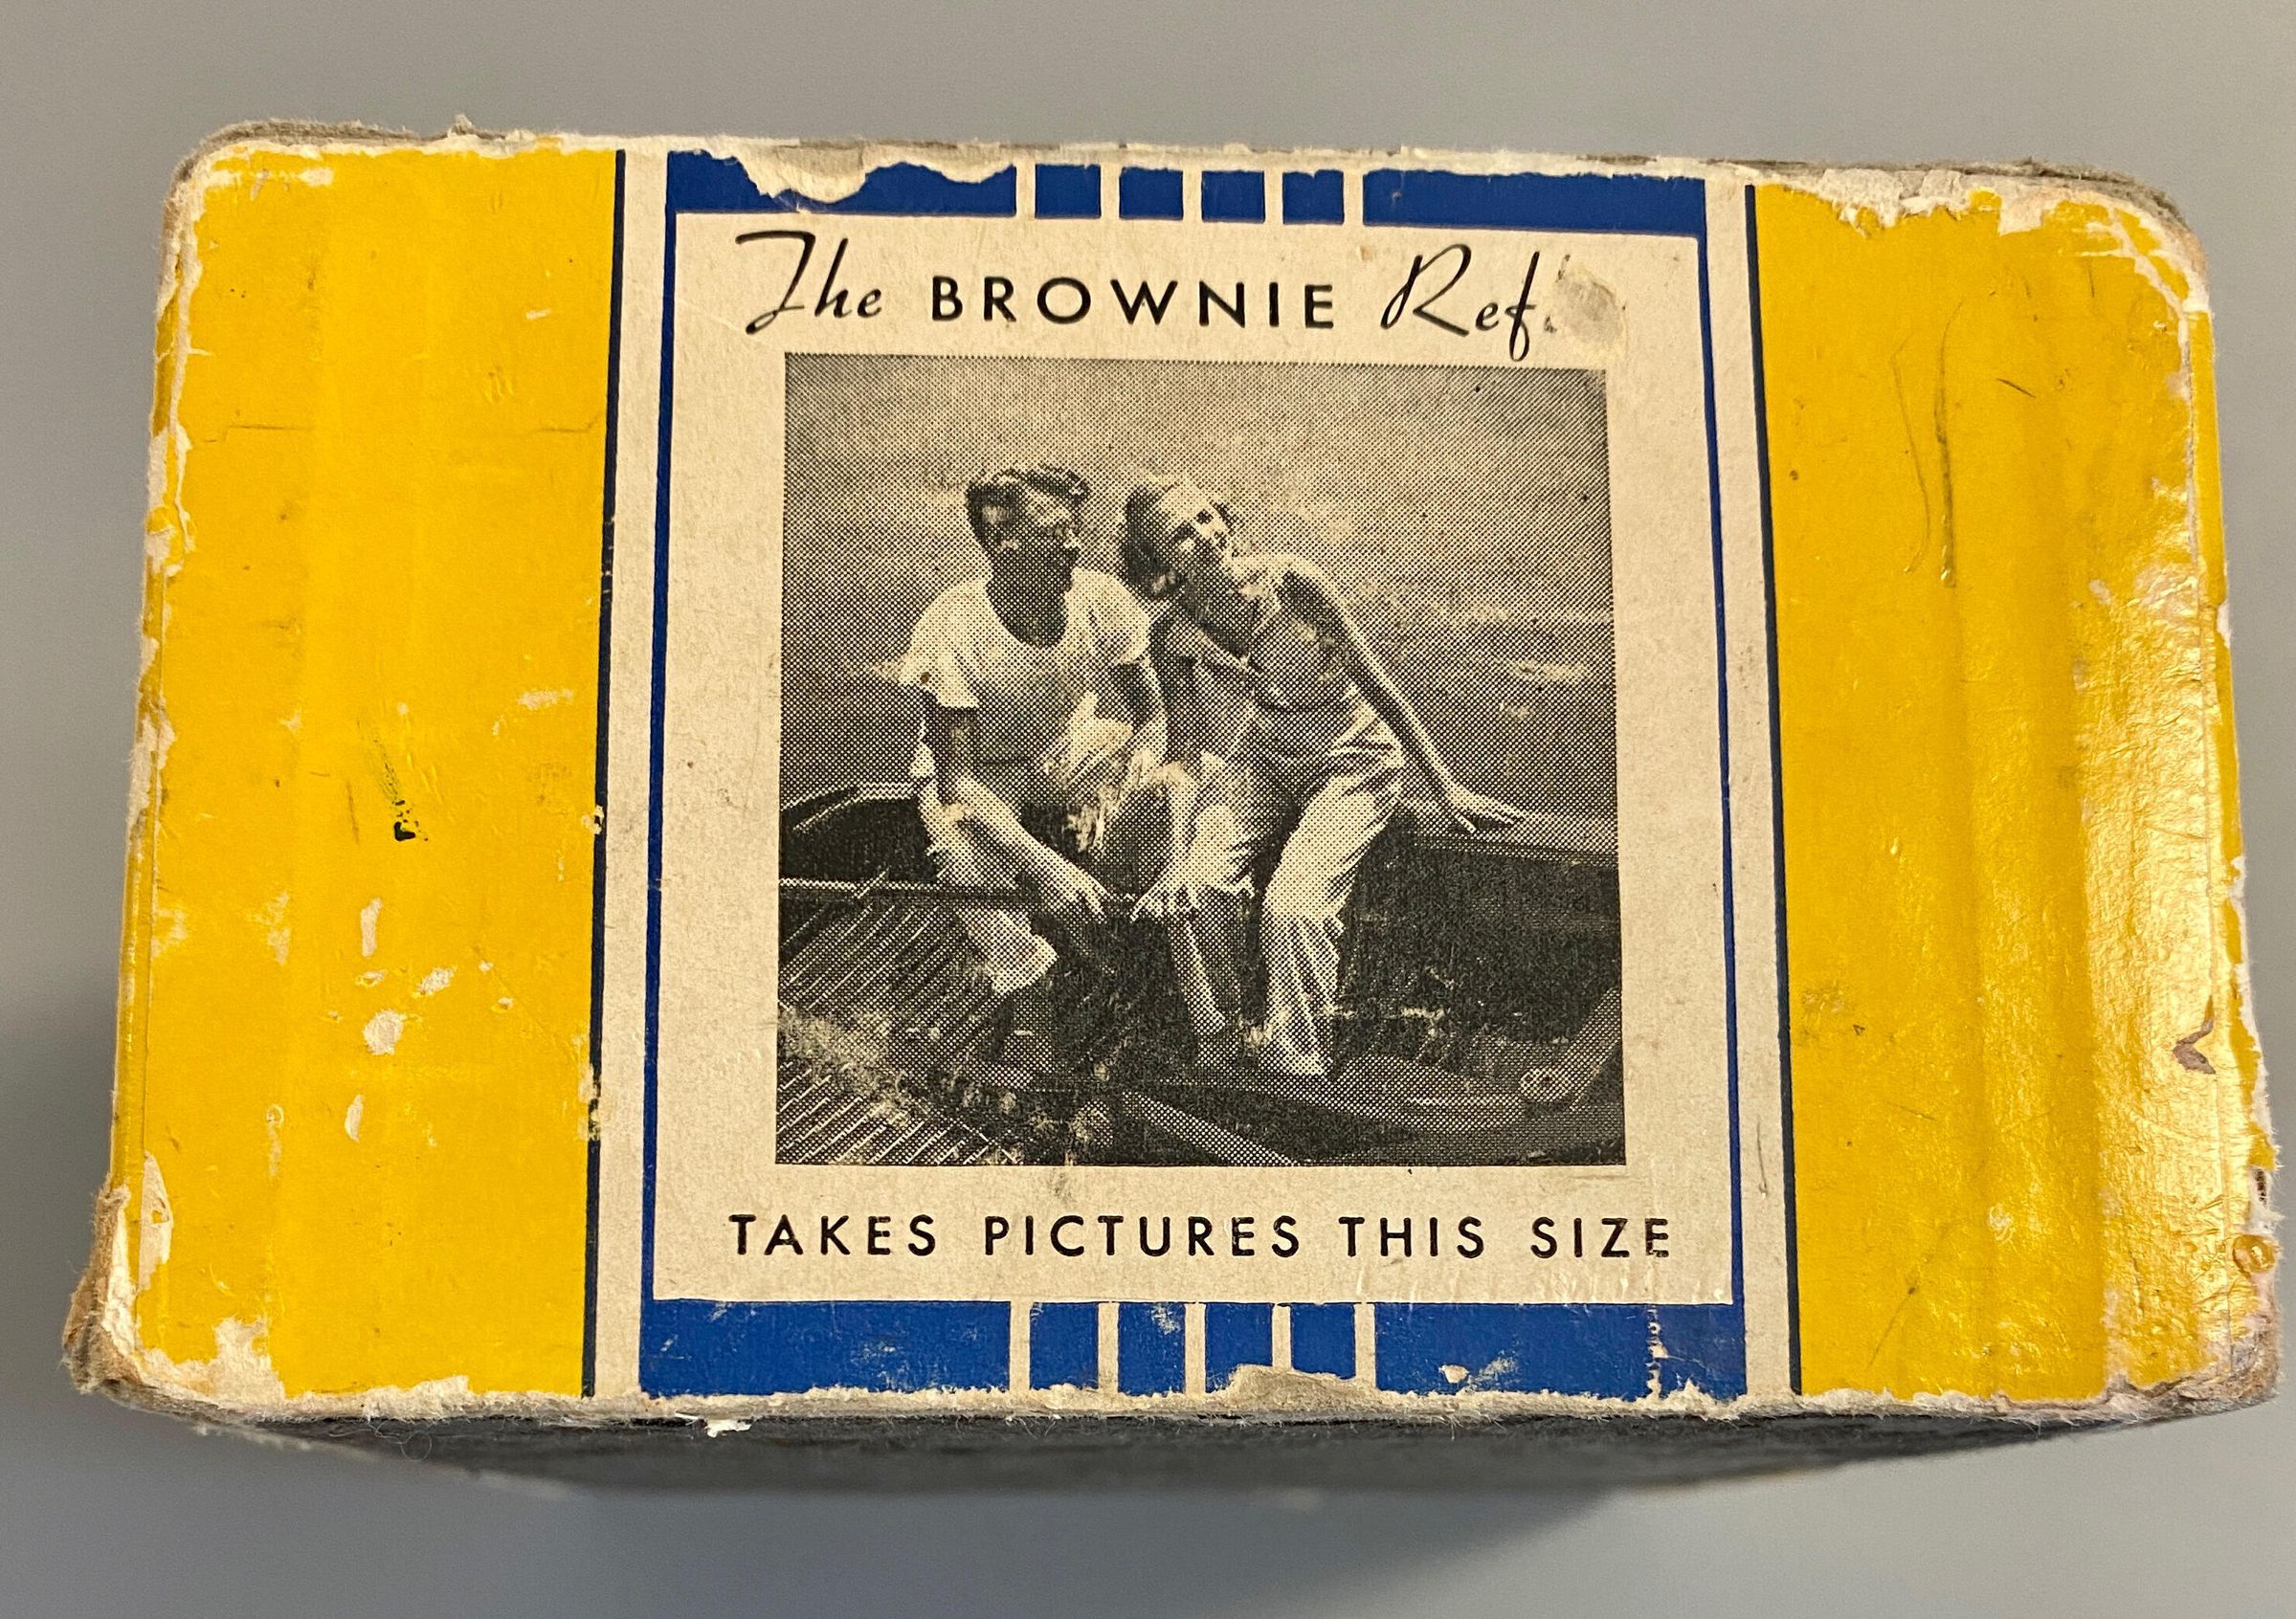 The BROWNIE Ref
TAKES PICTURES THIS SIZE